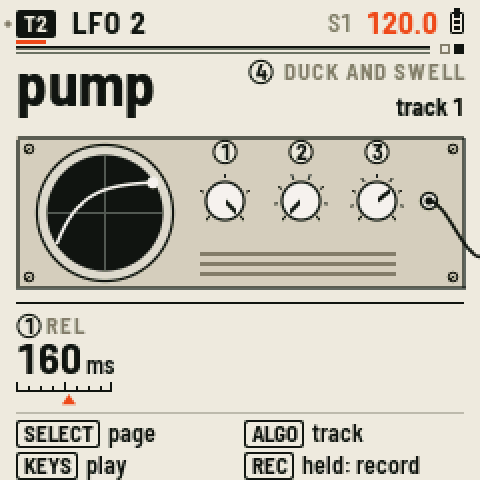 T2 LFO 2 S1 120.0
pump
4 DUCK AND SWELL
track 1
1 2 3
1 REL
160 ms
SELECT page ALGO track
KEYS play REC held: record